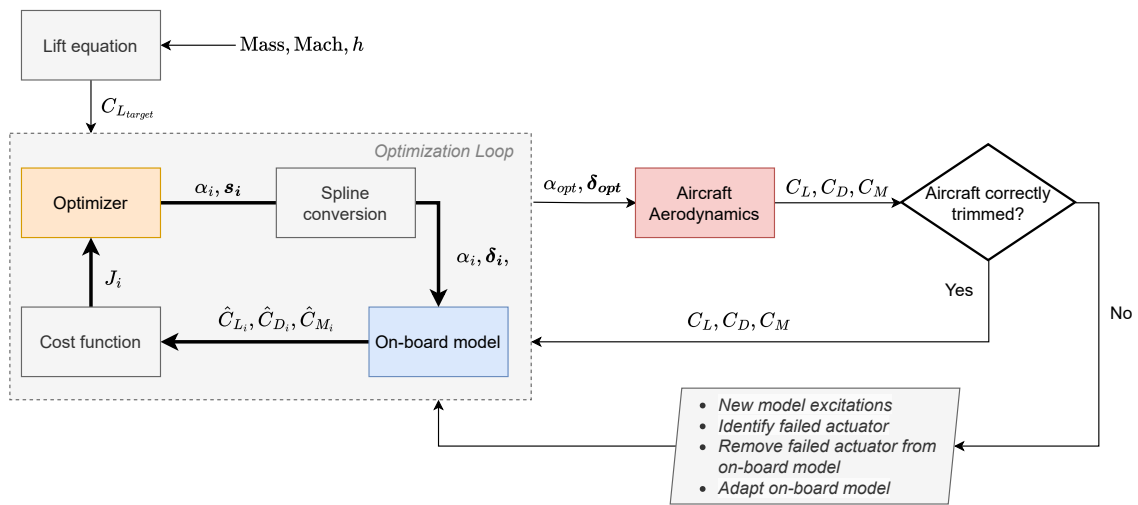 Lift equation
Mass, Mach, h
C_{L_{target}}
Optimization Loop
Optimizer
α_i, s_i
Spline
conversion
α_{opt}, δ_{opt}
Aircraft
Aerodynamics
C_L, C_D, C_M
Aircraft correctly
trimmed?
α_i, δ_i,
J_i
Yes
No
Cost function
Ĉ_{L_i}, Ĉ_{D_i}, Ĉ_{M_i}
On-board model
C_L, C_D, C_M
• New model excitations
• Identify failed actuator
• Remove failed actuator from
on-board model
• Adapt on-board model